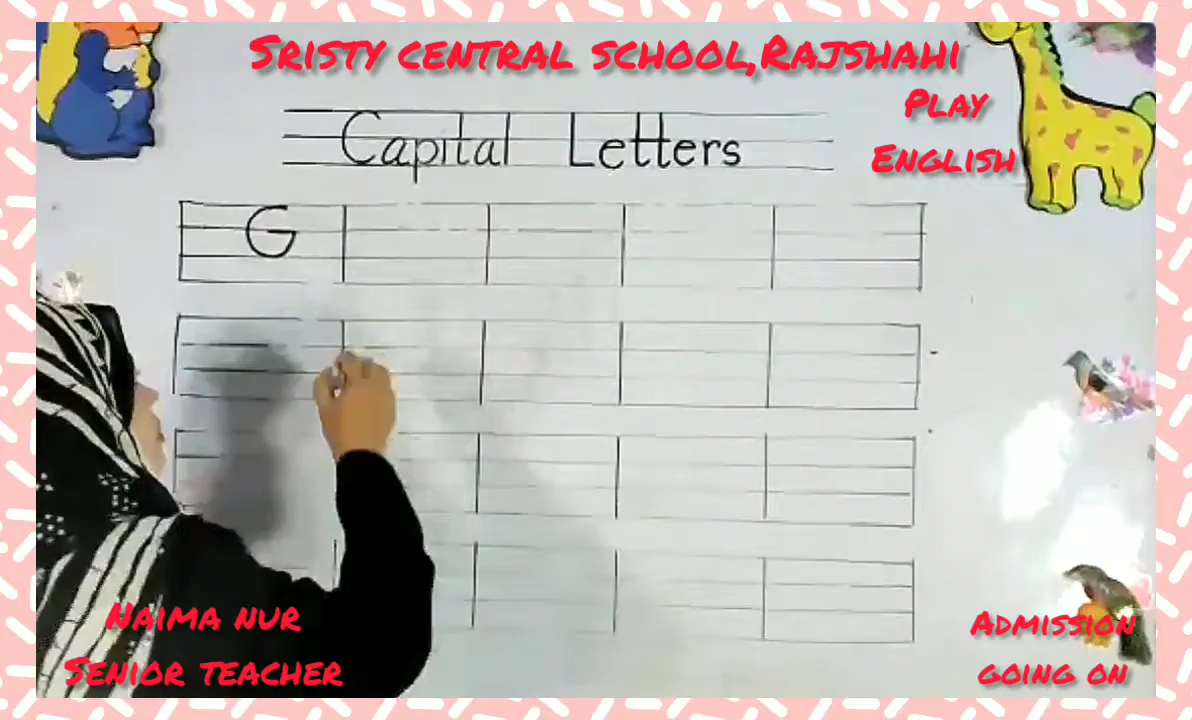 SRISTY CENTRAL SCHOOL,RAJSHAHI
PLAY
ENGLISH
Capital Letters
G
NAIMA NUR
SENIOR TEACHER
ADMISSION
GOING ON